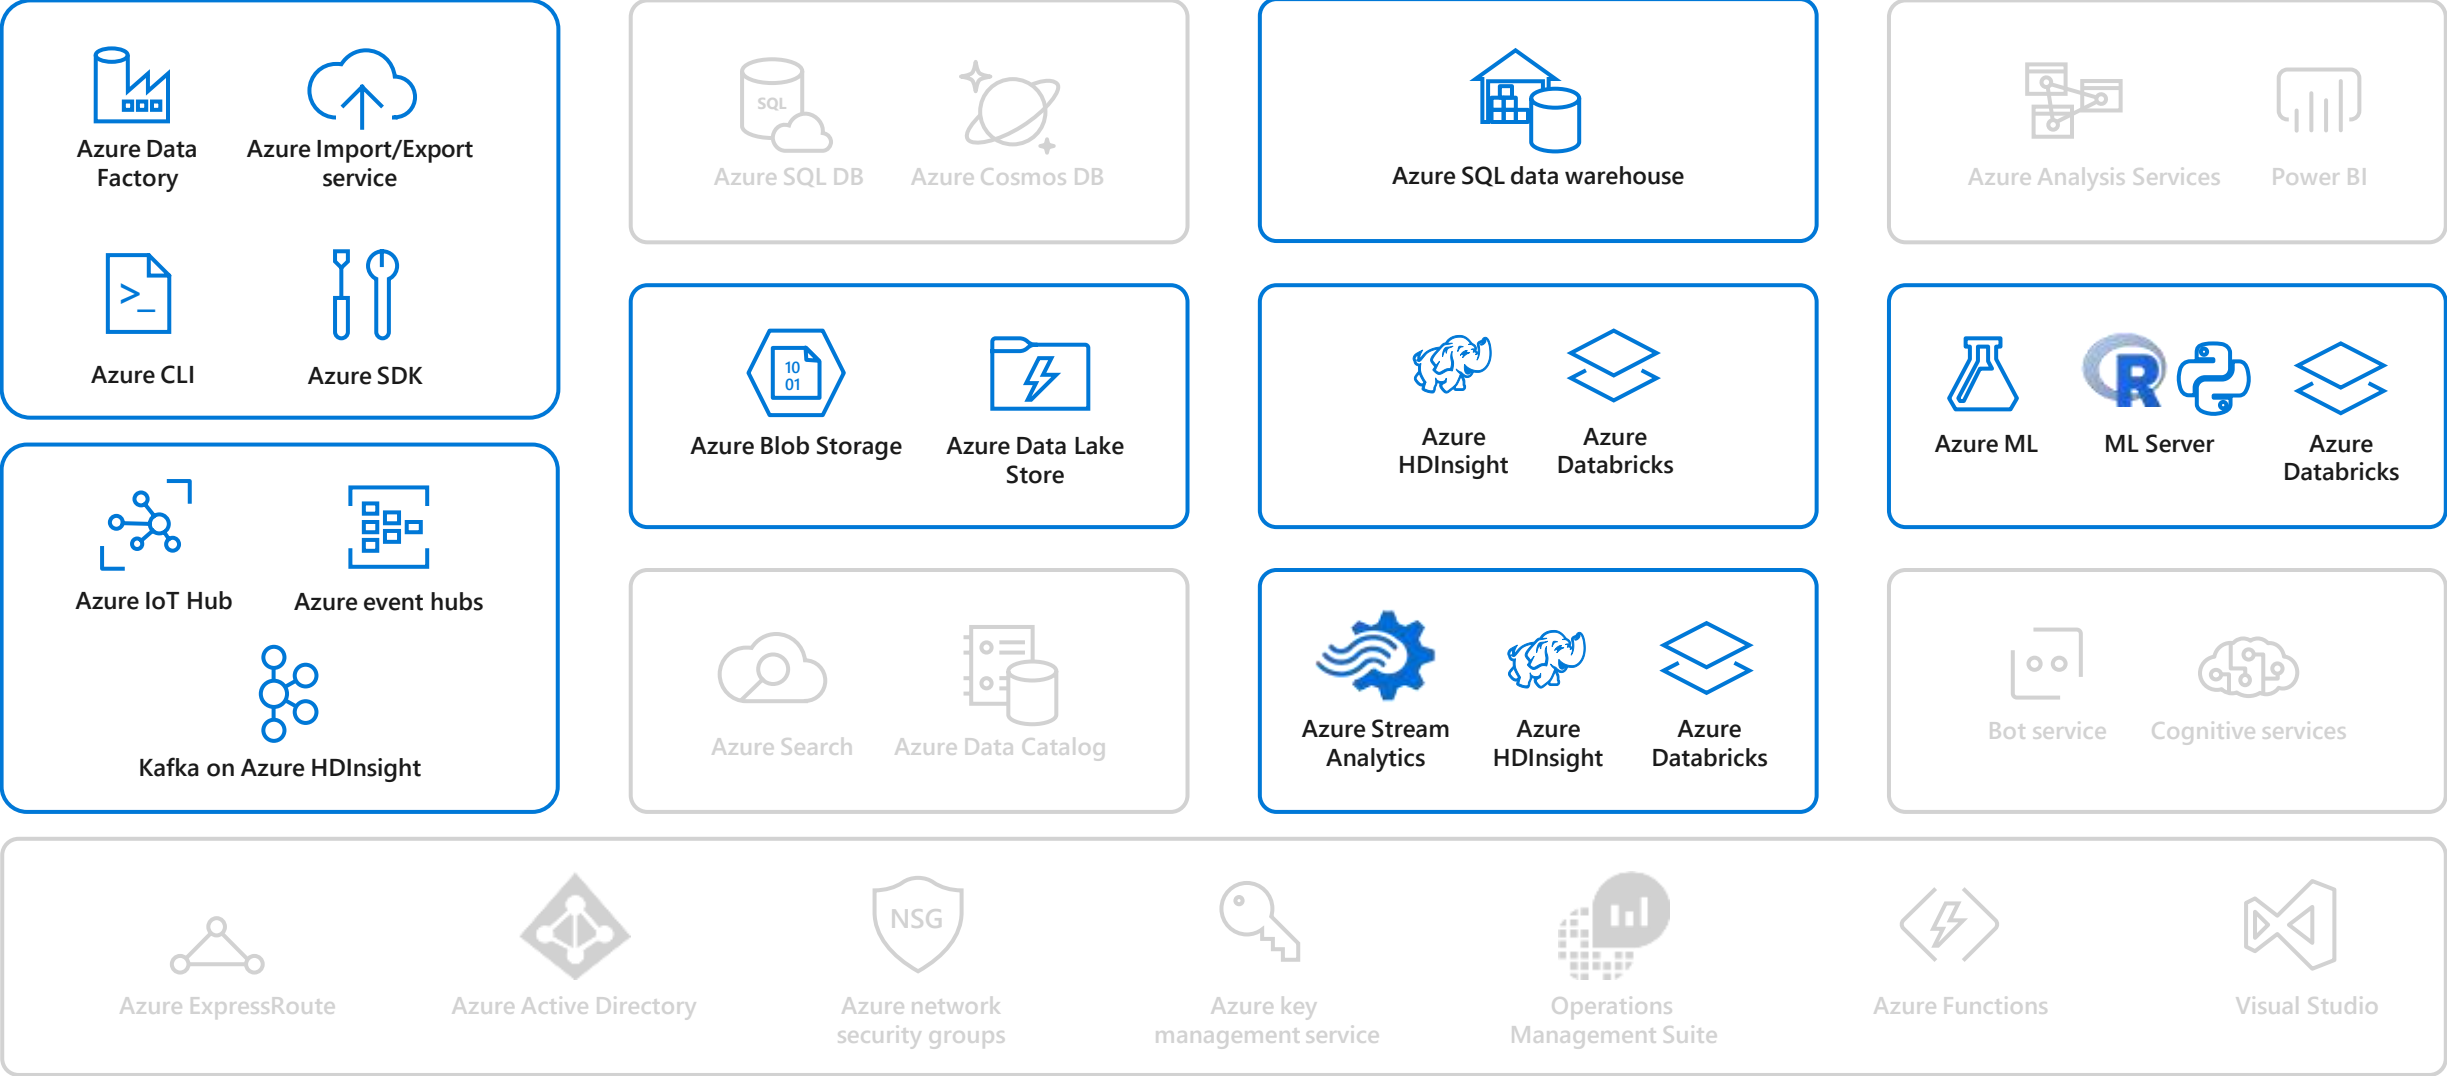 Azure Data
Factory
Azure Import/Export
service
Azure CLI
Azure SDK
Azure IoT Hub
Azure event hubs
Kafka on Azure HDInsight
SQL
Azure SQL DB
Azure Cosmos DB
10
01
Azure Blob Storage
Azure Data Lake
Store
Azure Search
Azure Data Catalog
Azure SQL data warehouse
Azure
HDInsight
Azure
Databricks
Azure Stream
Analytics
Azure
HDInsight
Azure
Databricks
Azure Analysis Services
Power BI
Azure ML
R
ML Server
Azure
Databricks
Bot service
Cognitive services
Azure ExpressRoute
Azure Active Directory
NSG
Azure network
security groups
Azure key
management service
Operations
Management Suite
Azure Functions
Visual Studio